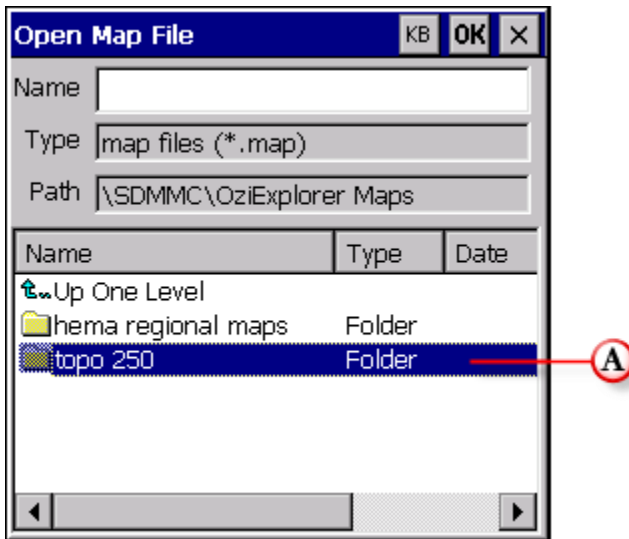 Open Map File KB OK ×
Name
Type map files (*.map)
Path \SDMMC\OziExplorer Maps
Name Type Date
Up One Level
hema regional maps Folder
topo 250 Folder
A